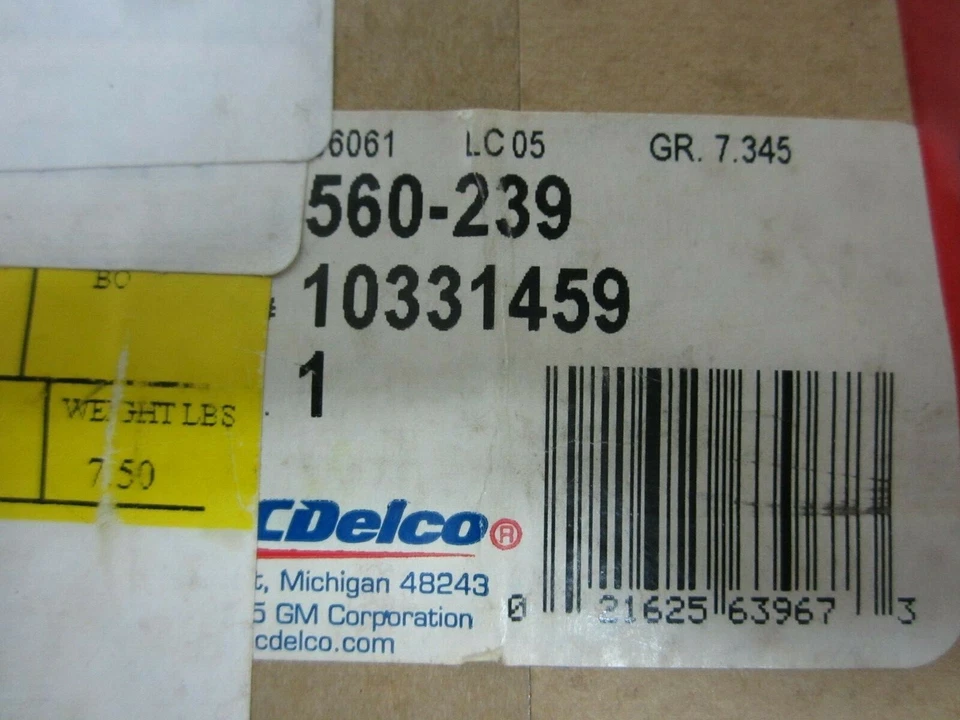 6061 LC 05 GR. 7.345
560-239
# 10331459
1
BO
WEIGHT LBS
7.50
CDelco®
t, Michigan 48243
5 GM Corporation
cdelco.com
0 21625 63967 3